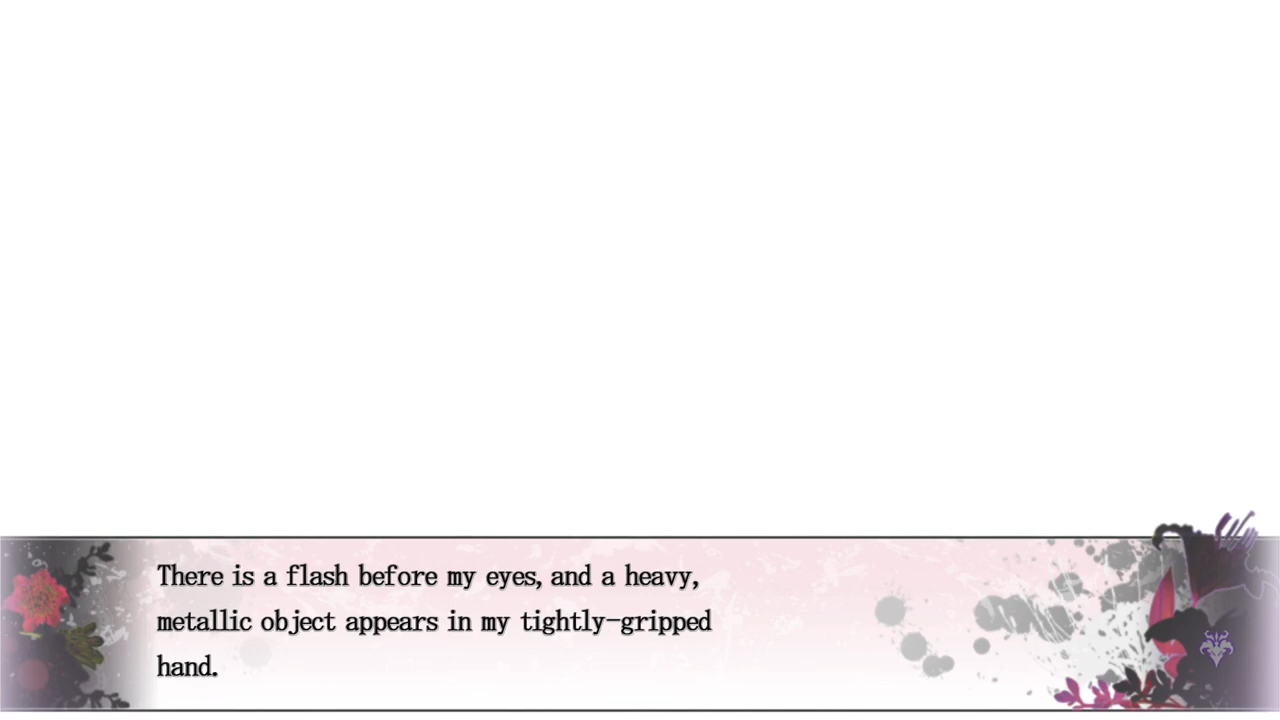 There is a flash before my eyes, and a heavy,
metallic object appears in my tightly-gripped
hand.